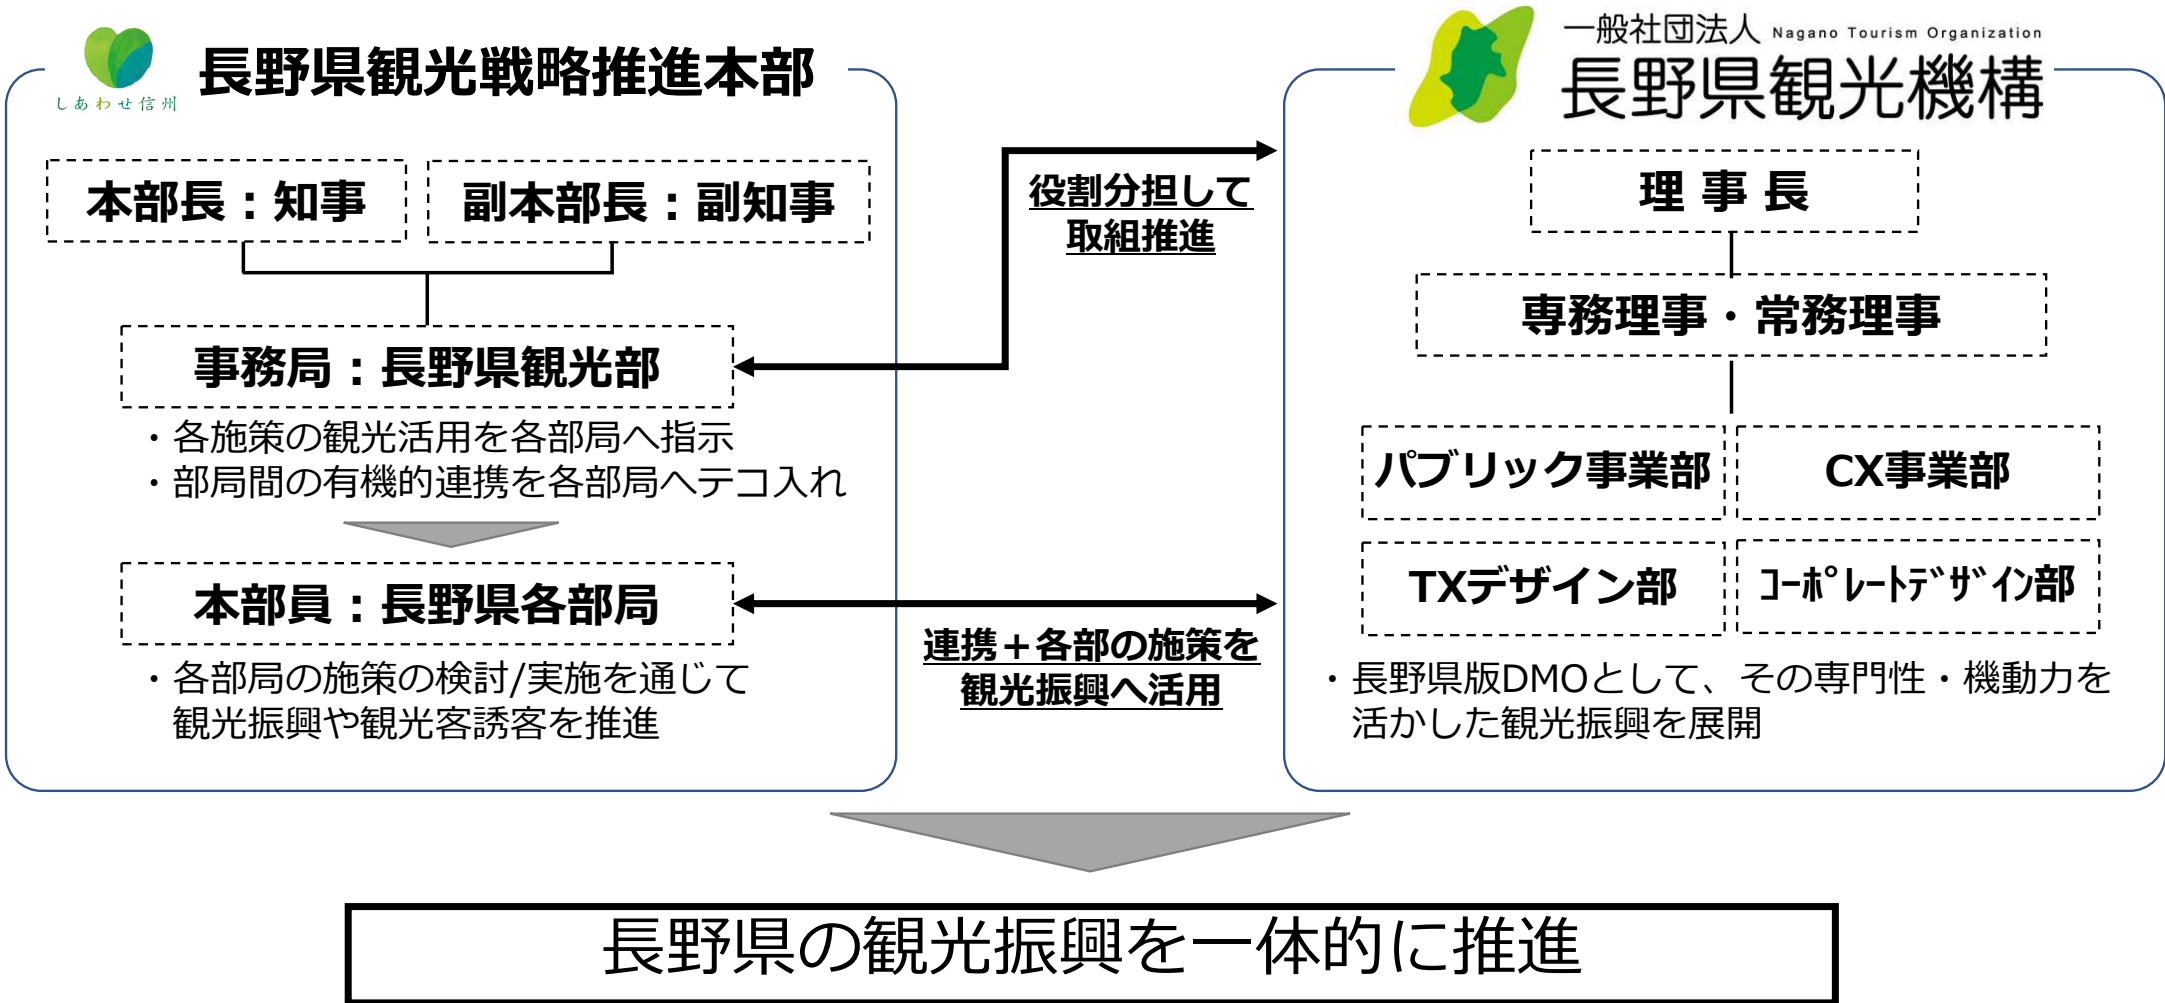 しあわせ信州
長野県観光戦略推進本部
本部長：知事
副本部長：副知事
事務局：長野県観光部
・各施策の観光活用を各部局へ指示
・部局間の有機的連携を各部局へテコ入れ
本部員：長野県各部局
・各部局の施策の検討/実施を通じて
観光振興や観光客誘客を推進
役割分担して
取組推進
連携＋各部の施策を
観光振興へ活用
一般社団法人 Nagano Tourism Organization
長野県観光機構
理事長
専務理事・常務理事
パブリック事業部
CX事業部
TXデザイン部
ｺｰﾎﾟﾚｰﾄﾃﾞｻﾞｲﾝ部
・長野県版DMOとして、その専門性・機動力を
活かした観光振興を展開
長野県の観光振興を一体的に推進